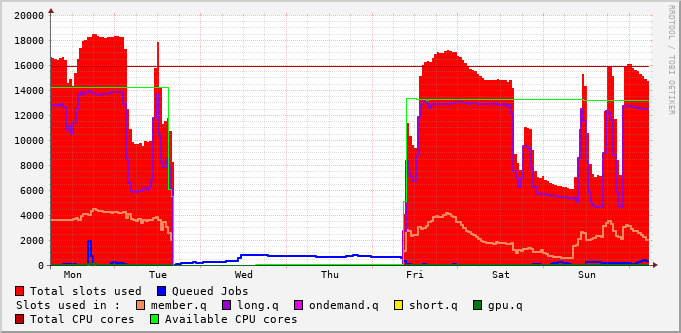 20000
18000
16000
14000
12000
10000
8000
6000
4000
2000
0
Mon Tue Wed Thu Fri Sat Sun
RRDTOOL / TOBI OETIKER
Total slots used Queued Jobs
Slots used in : member.q long.q ondemand.q short.q gpu.q
Total CPU cores Available CPU cores